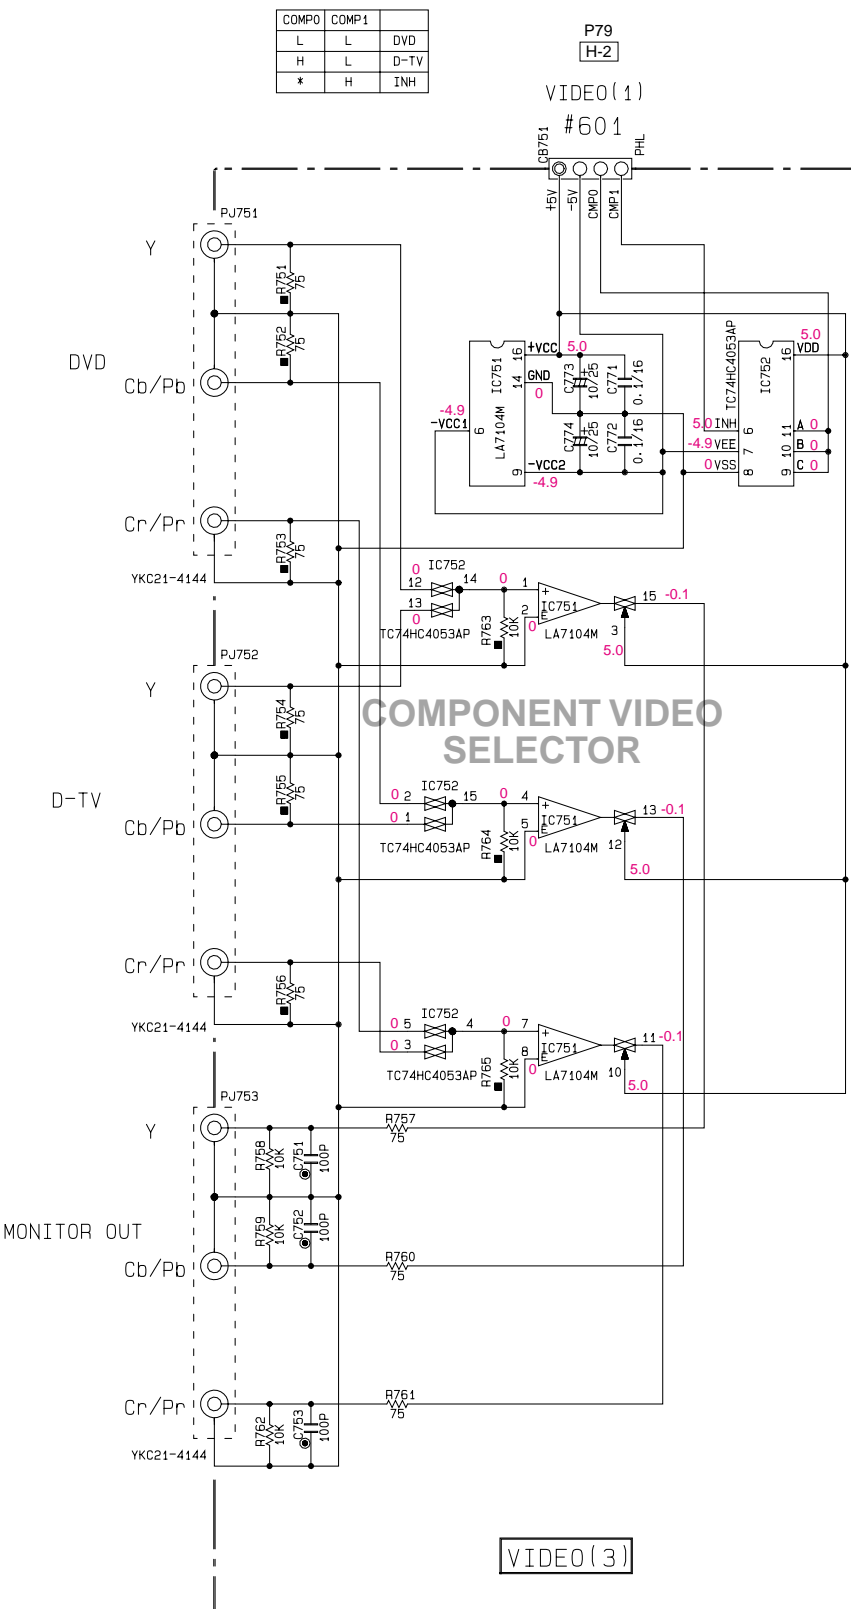 COMP0 COMP1
L L DVD
H L D-TV
* H INH
P79
H-2
VIDEO(1)
#601
CB751
PHL
+5V
-5V
CMP0
CMP1
PJ751
Y
R751
75
R752
75
DVD
Cb/Pb
Cr/Pr
R753
75
YKC21-4144
+VCC 5.0
16
IC751
GND
14
0
-4.9
-VCC1
6
LA7104M
-VCC2
9
-4.9
C773
10/25
C771
0.1/16
C774
10/25
C772
0.1/16
TC74HC4053AP
5.0
VDD
16
IC752
5.0 INH
6
-4.9 VEE
7
0 VSS
8
11 A 0
10 B 0
9 C 0
0 IC752
12 14 0 1
13
0
TC74HC4053AP
R763
10K
+
2 E
0
IC751
LA7104M
15 -0.1
3
5.0
PJ752
Y
R754
75
R755
75
COMPONENT VIDEO
SELECTOR
D-TV
Cb/Pb
IC752
0 2 15 0 4
0 1
TC74HC4053AP
R764
10K
+
5 E
0
IC751
LA7104M
13 -0.1
12
5.0
Cr/Pr
R756
75
YKC21-4144
IC752
0 5 4 0 7
0 3
TC74HC4053AP
R765
10K
+
8 E
0
IC751
LA7104M
11 -0.1
10
5.0
PJ753
Y
R757
75
R758
10K
C751
100P
R759
10K
C752
100P
MONITOR OUT
Cb/Pb
R760
75
Cr/Pr
R761
75
R762
10K
C753
100P
YKC21-4144
VIDEO(3)